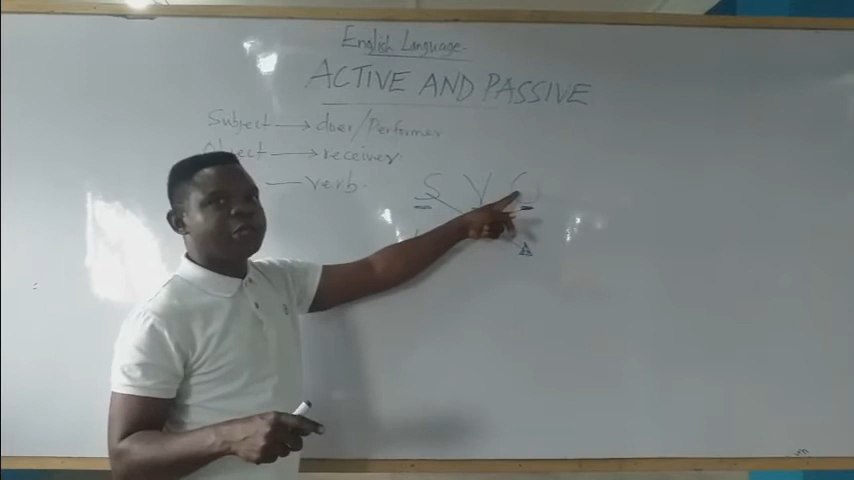 English Language
ACTIVE AND PASSIVE
Subject → doer/Performer
Object → receiver
verb
S V O